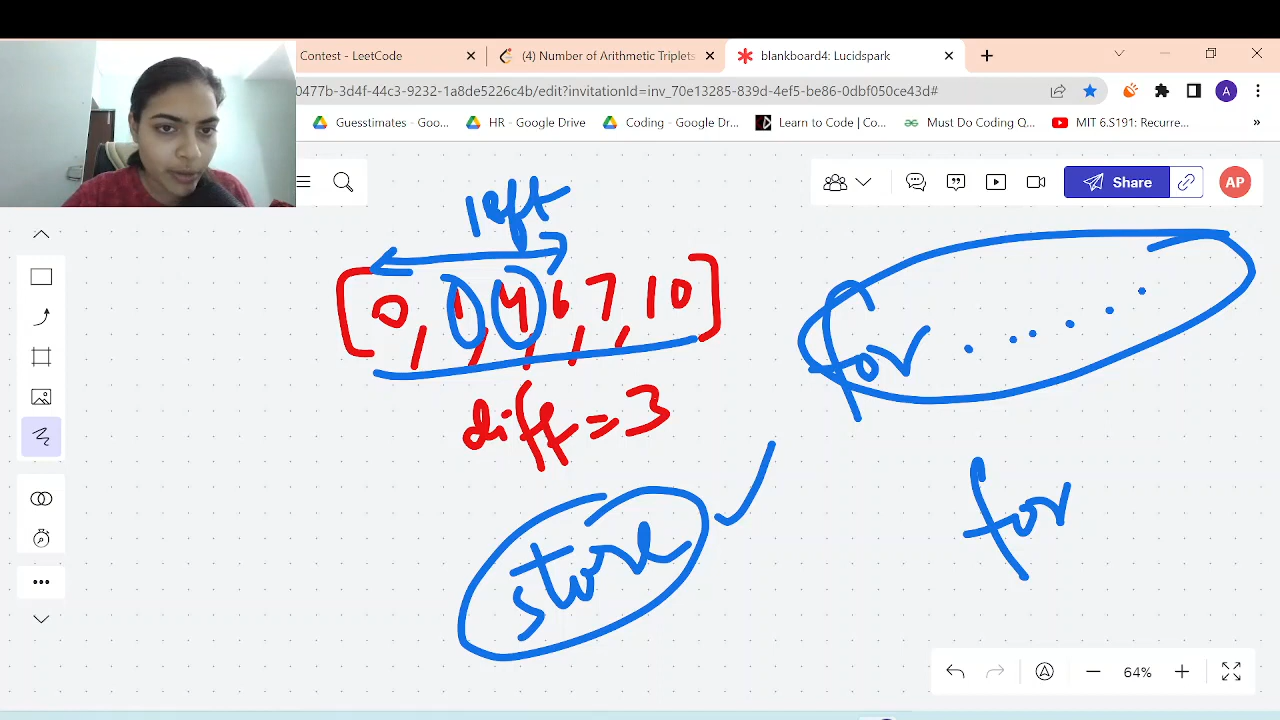 Contest - LeetCode
(4) Number of Arithmetic Triplets
blankboard4: Lucidspark
0477b-3d4f-44c3-9232-1a8de5226c4b/edit?invitationId=inv_70e13285-839d-4ef5-be86-0dbf050ce43d#
A
Guesstimates - Goo...
HR - Google Drive
Coding - Google Dr...
Learn to Code | Co...
Must Do Coding Q...
MIT 6.S191: Recurre...
»
Share
AP
left
[0, 1, 4, 6, 7, 10]
for ......
diff = 3
store
for
64%